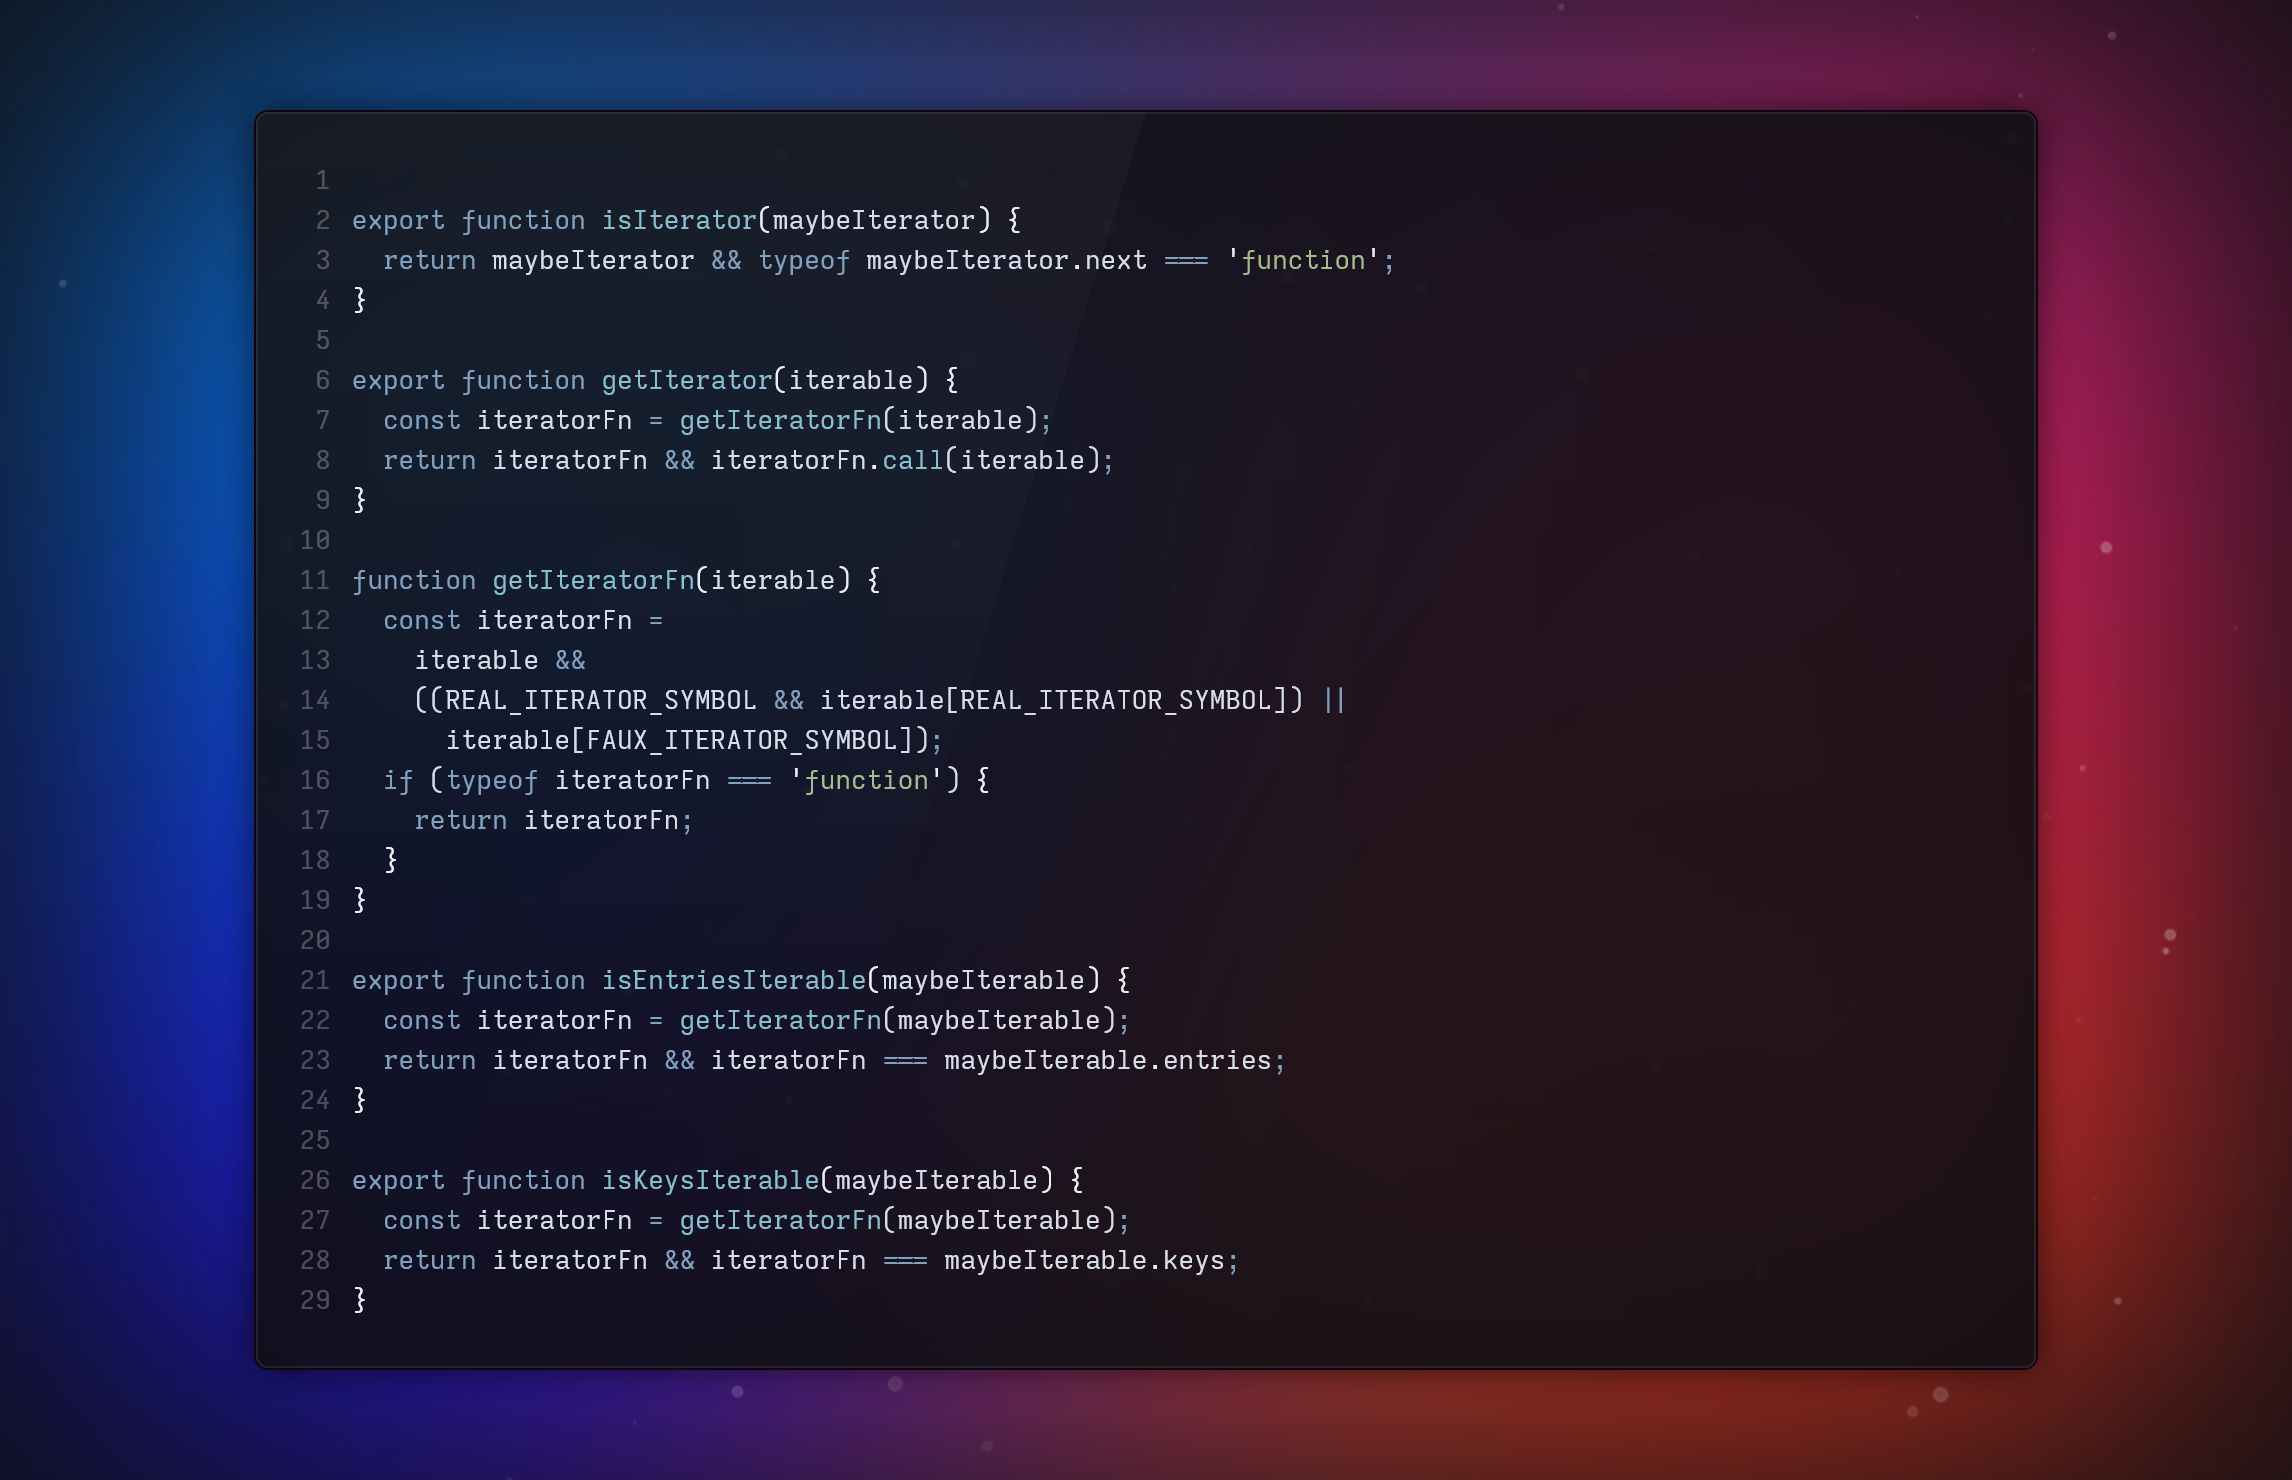 1
2 export function isIterator(maybeIterator) {
3   return maybeIterator && typeof maybeIterator.next === 'function';
4 }
5
6 export function getIterator(iterable) {
7   const iteratorFn = getIteratorFn(iterable);
8   return iteratorFn && iteratorFn.call(iterable);
9 }
10
11 function getIteratorFn(iterable) {
12   const iteratorFn =
13     iterable &&
14     ((REAL_ITERATOR_SYMBOL && iterable[REAL_ITERATOR_SYMBOL]) ||
15       iterable[FAUX_ITERATOR_SYMBOL]);
16   if (typeof iteratorFn === 'function') {
17     return iteratorFn;
18   }
19 }
20
21 export function isEntriesIterable(maybeIterable) {
22   const iteratorFn = getIteratorFn(maybeIterable);
23   return iteratorFn && iteratorFn === maybeIterable.entries;
24 }
25
26 export function isKeysIterable(maybeIterable) {
27   const iteratorFn = getIteratorFn(maybeIterable);
28   return iteratorFn && iteratorFn === maybeIterable.keys;
29 }